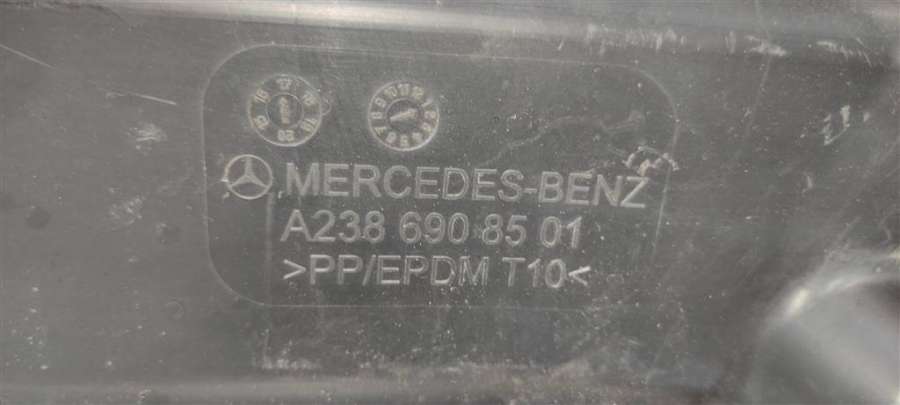 MERCEDES-BENZ
A238 690 85 01
>PP/EPDM T10<